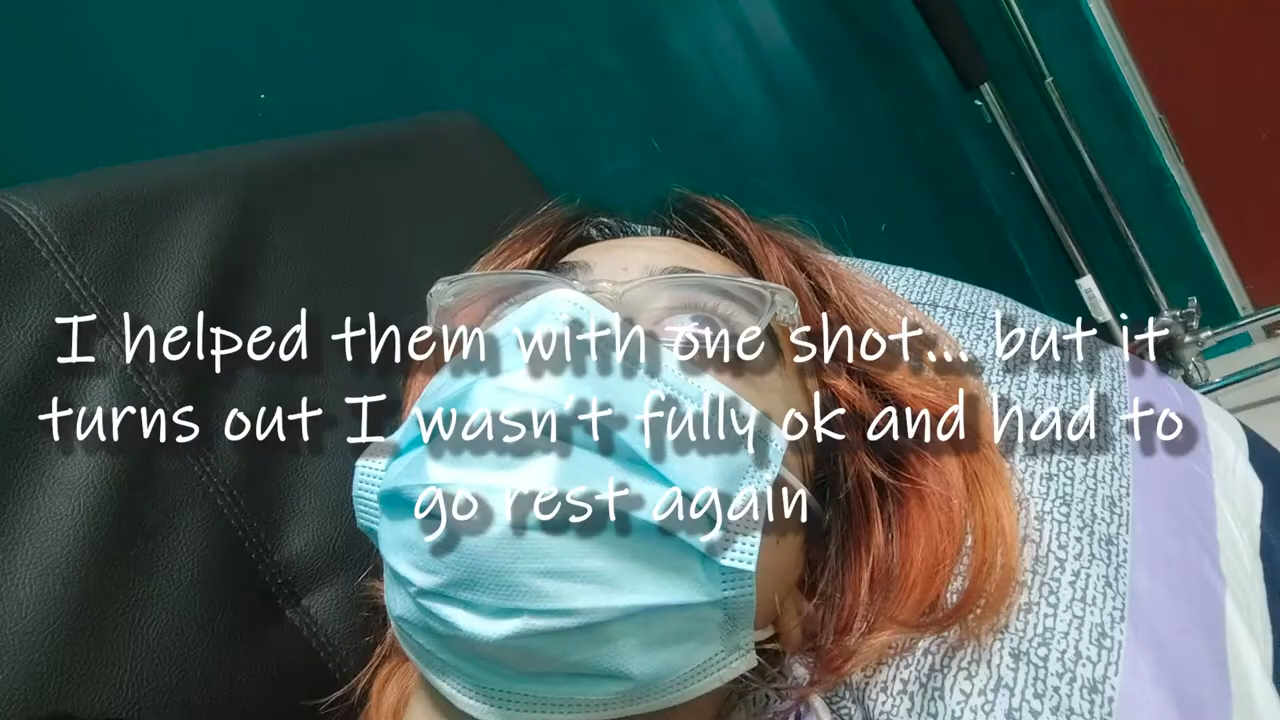 I helped them with one shot... but it
turns out I wasn't fully ok and had to
go rest again